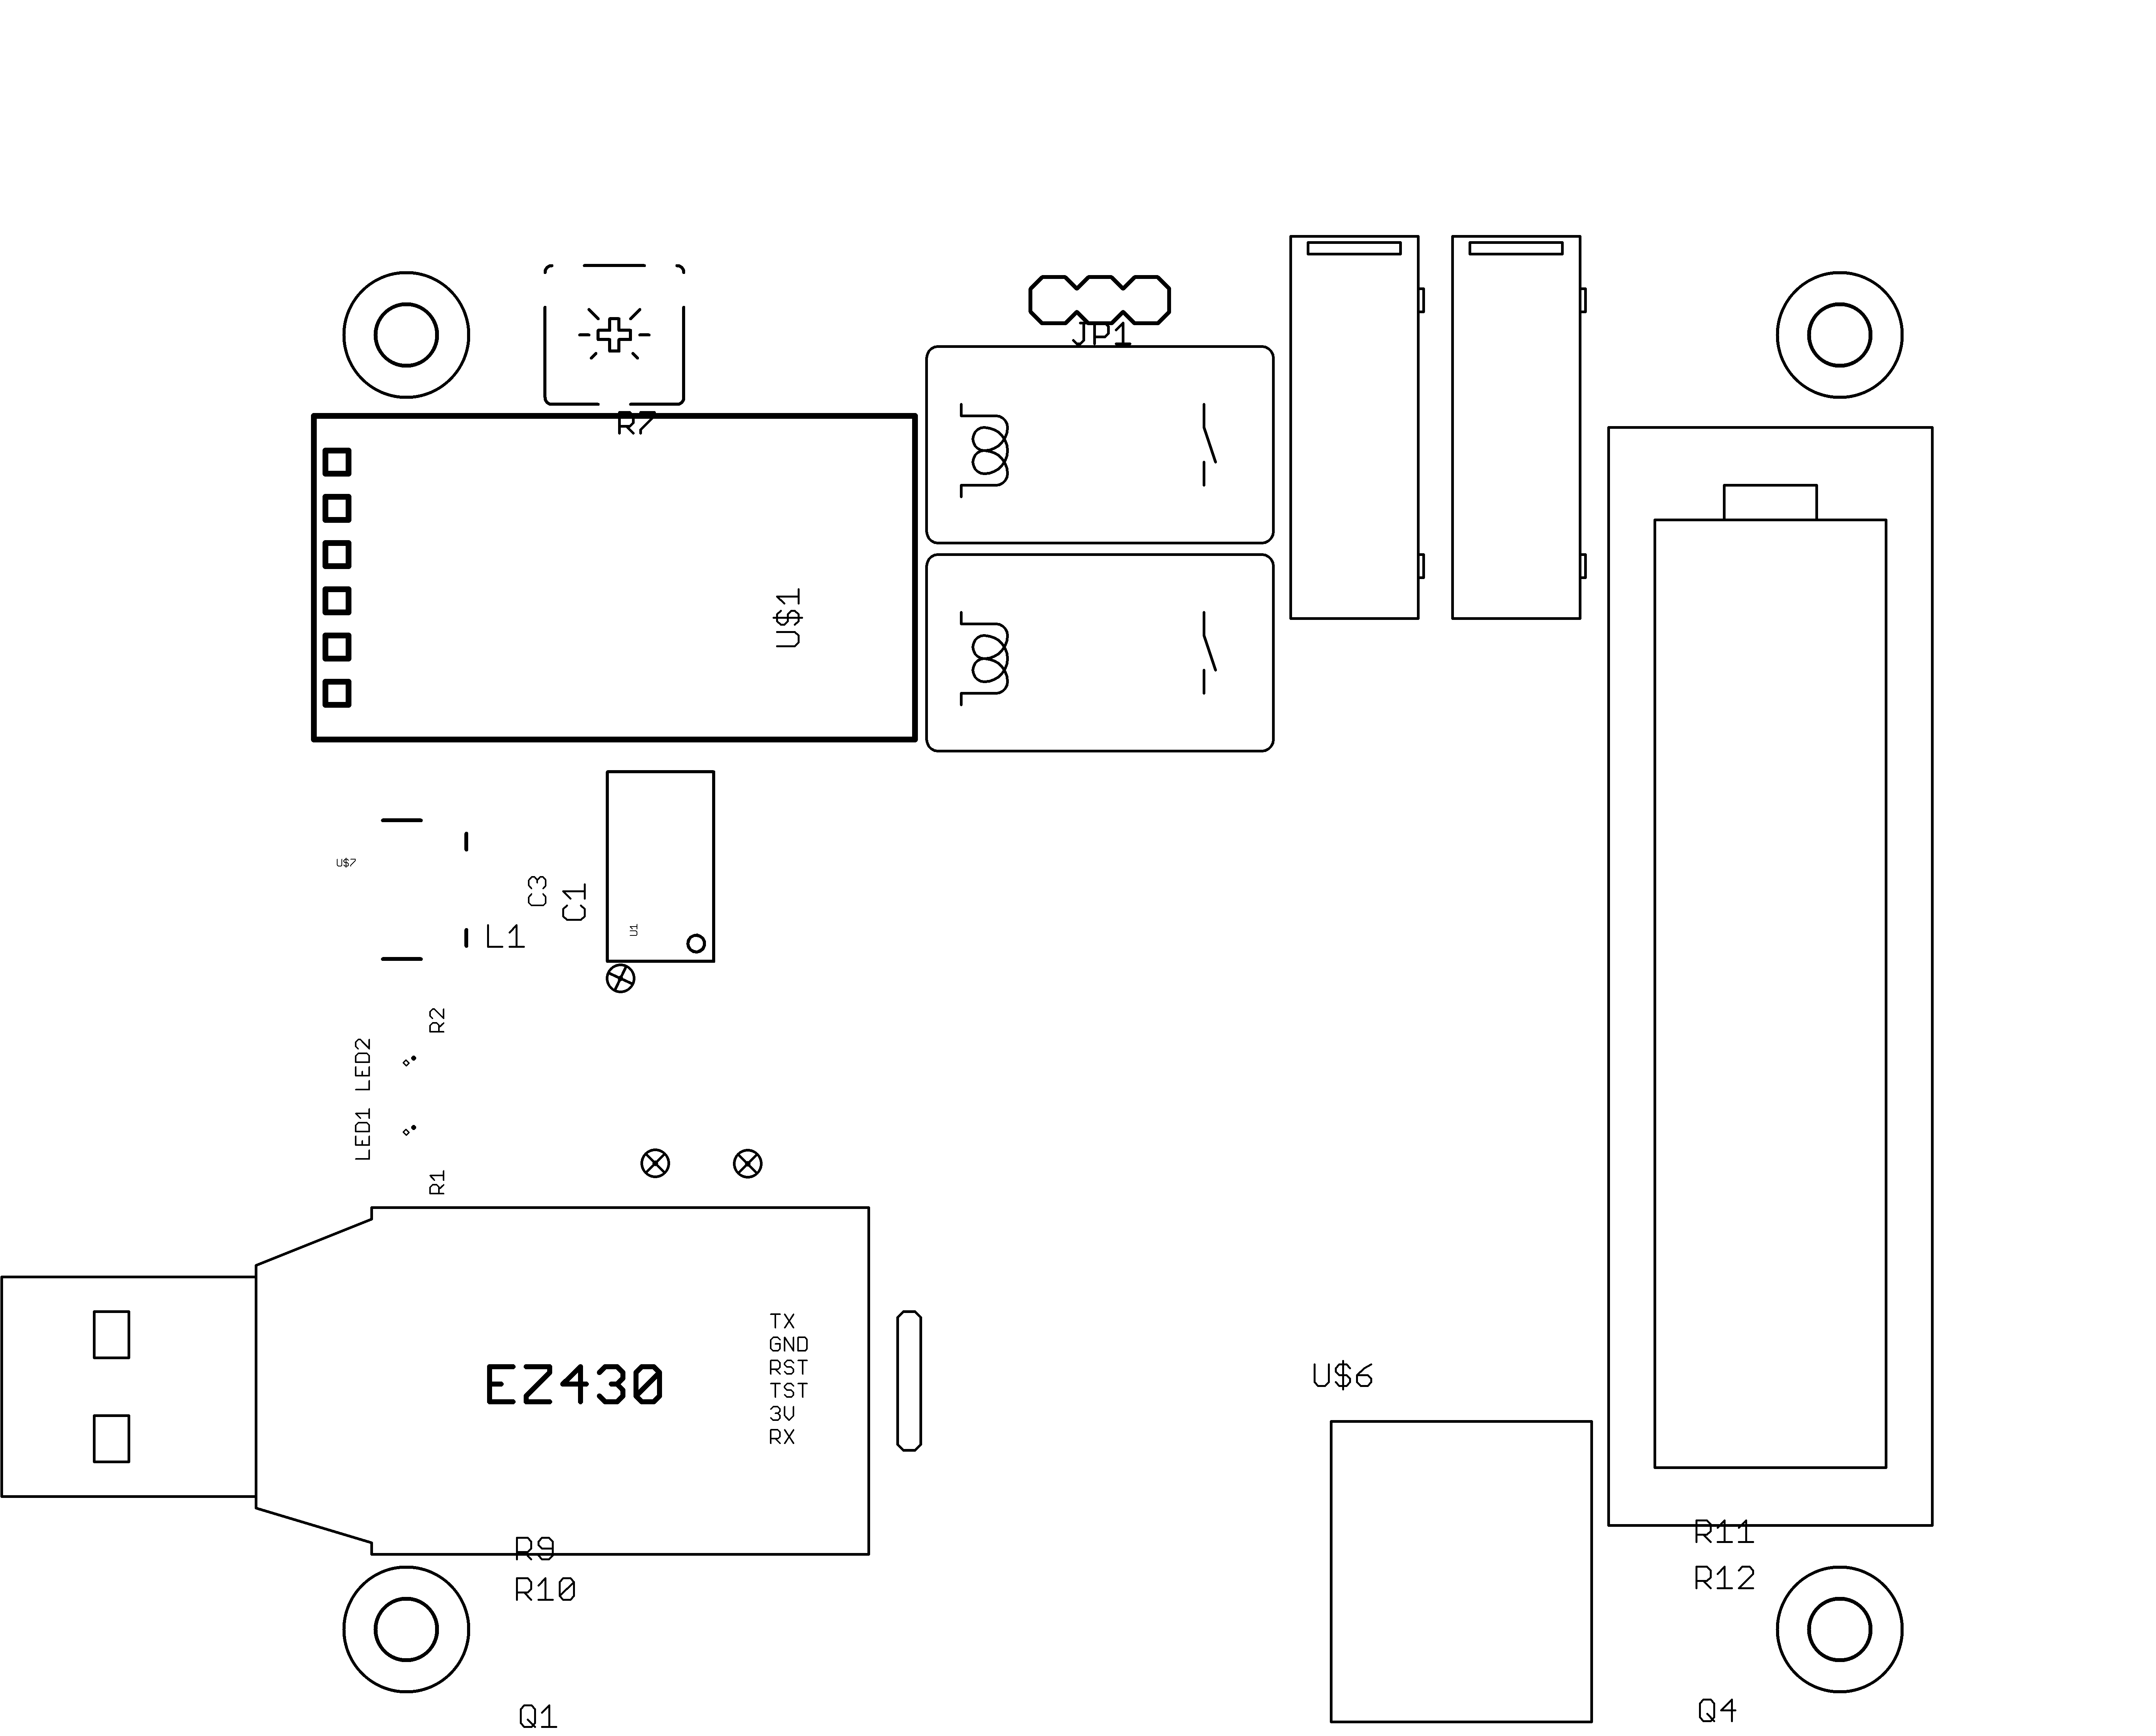 JP1
R7
U$1
U$7
C3
C1
U1
L1
R2
LED2
LED1
R1
TX
GND
RST
TST
3V
RX
EZ430
U$6
R9
R10
R11
R12
Q1
Q4